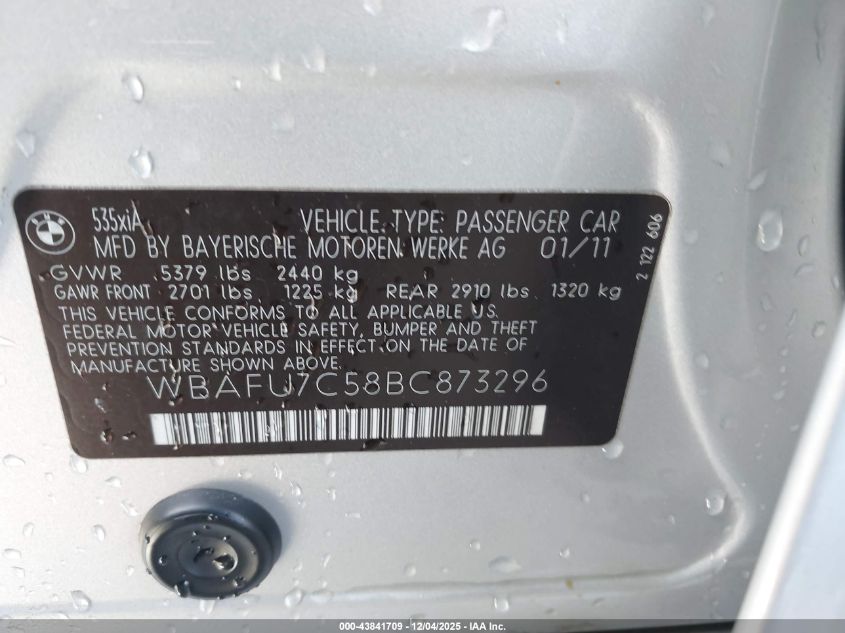 BMW
535xiA VEHICLE TYPE: PASSENGER CAR
MFD BY BAYERISCHE MOTOREN WERKE AG 01/11
GVWR 5379 lbs 2440 kg
GAWR FRONT 2701 lbs 1225 kg REAR 2910 lbs 1320 kg
THIS VEHICLE CONFORMS TO ALL APPLICABLE U.S.
FEDERAL MOTOR VEHICLE SAFETY, BUMPER AND THEFT
PREVENTION STANDARDS IN EFFECT ON THE DATE OF
MANUFACTURE SHOWN ABOVE.
WBAFU7C58BC873296
2 122 606
000-43841709 - 12/04/2025 - IAA Inc.